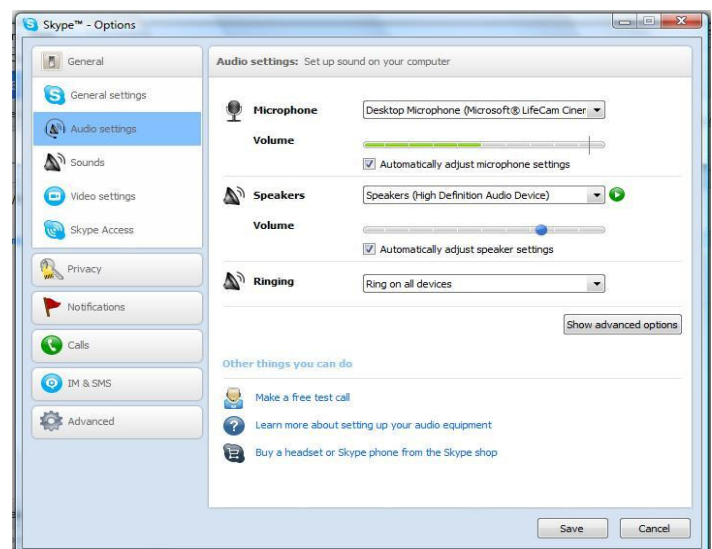 Skype™ - Options
General
General settings
Audio settings
Sounds
Video settings
Skype Access
Privacy
Notifications
Calls
IM & SMS
Advanced
Audio settings: Set up sound on your computer
Microphone
Desktop Microphone (Microsoft® LifeCam Ciner
Volume
Automatically adjust microphone settings
Speakers
Speakers (High Definition Audio Device)
Volume
Automatically adjust speaker settings
Ringing
Ring on all devices
Show advanced options
Other things you can do
Make a free test call
Learn more about setting up your audio equipment
Buy a headset or Skype phone from the Skype shop
Save
Cancel